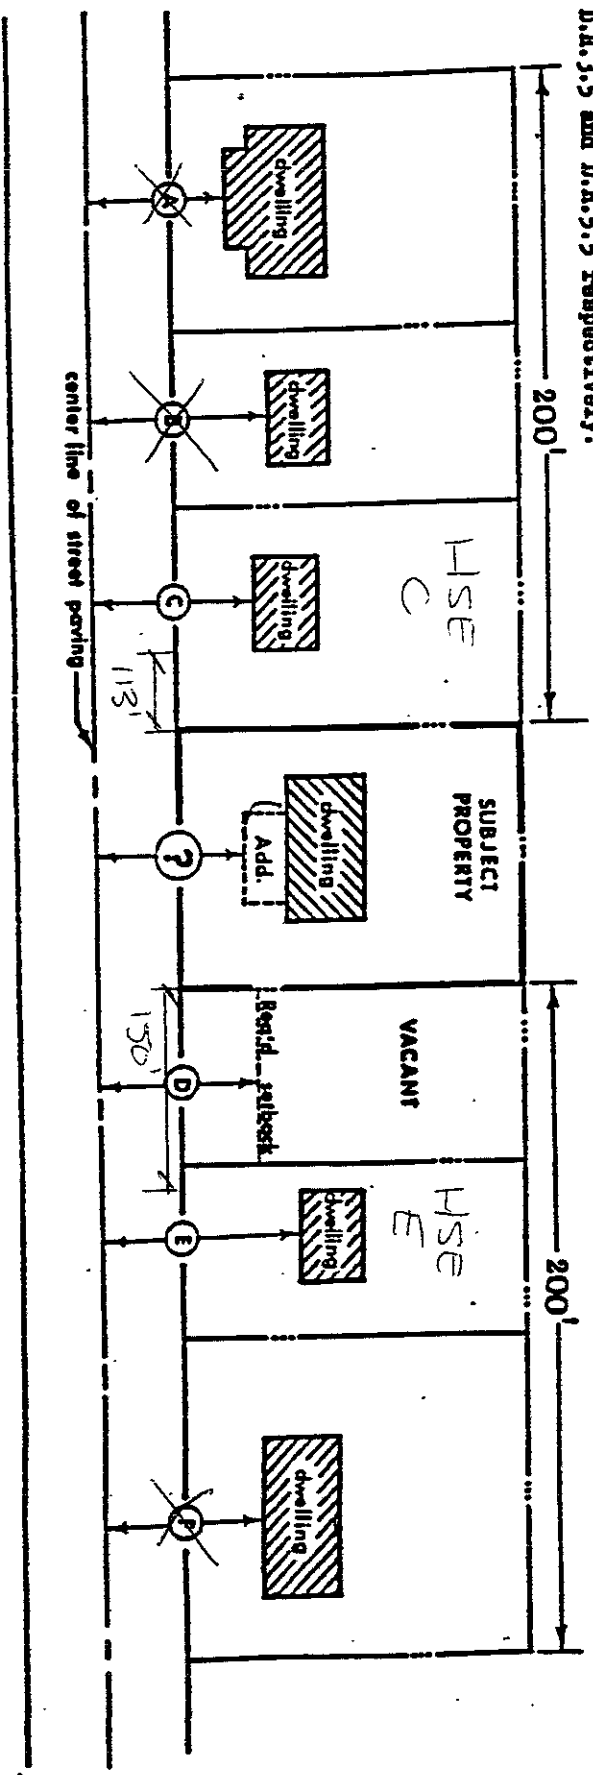 200'
200'
dwelling
A
dwelling
B
dwelling
C
HSE
C
113'
center line of street paving
SUBJECT
PROPERTY
dwelling
Add.
?
VACANT
Req'd. setback
D
150'
HSE
E
dwelling
E
dwelling
F